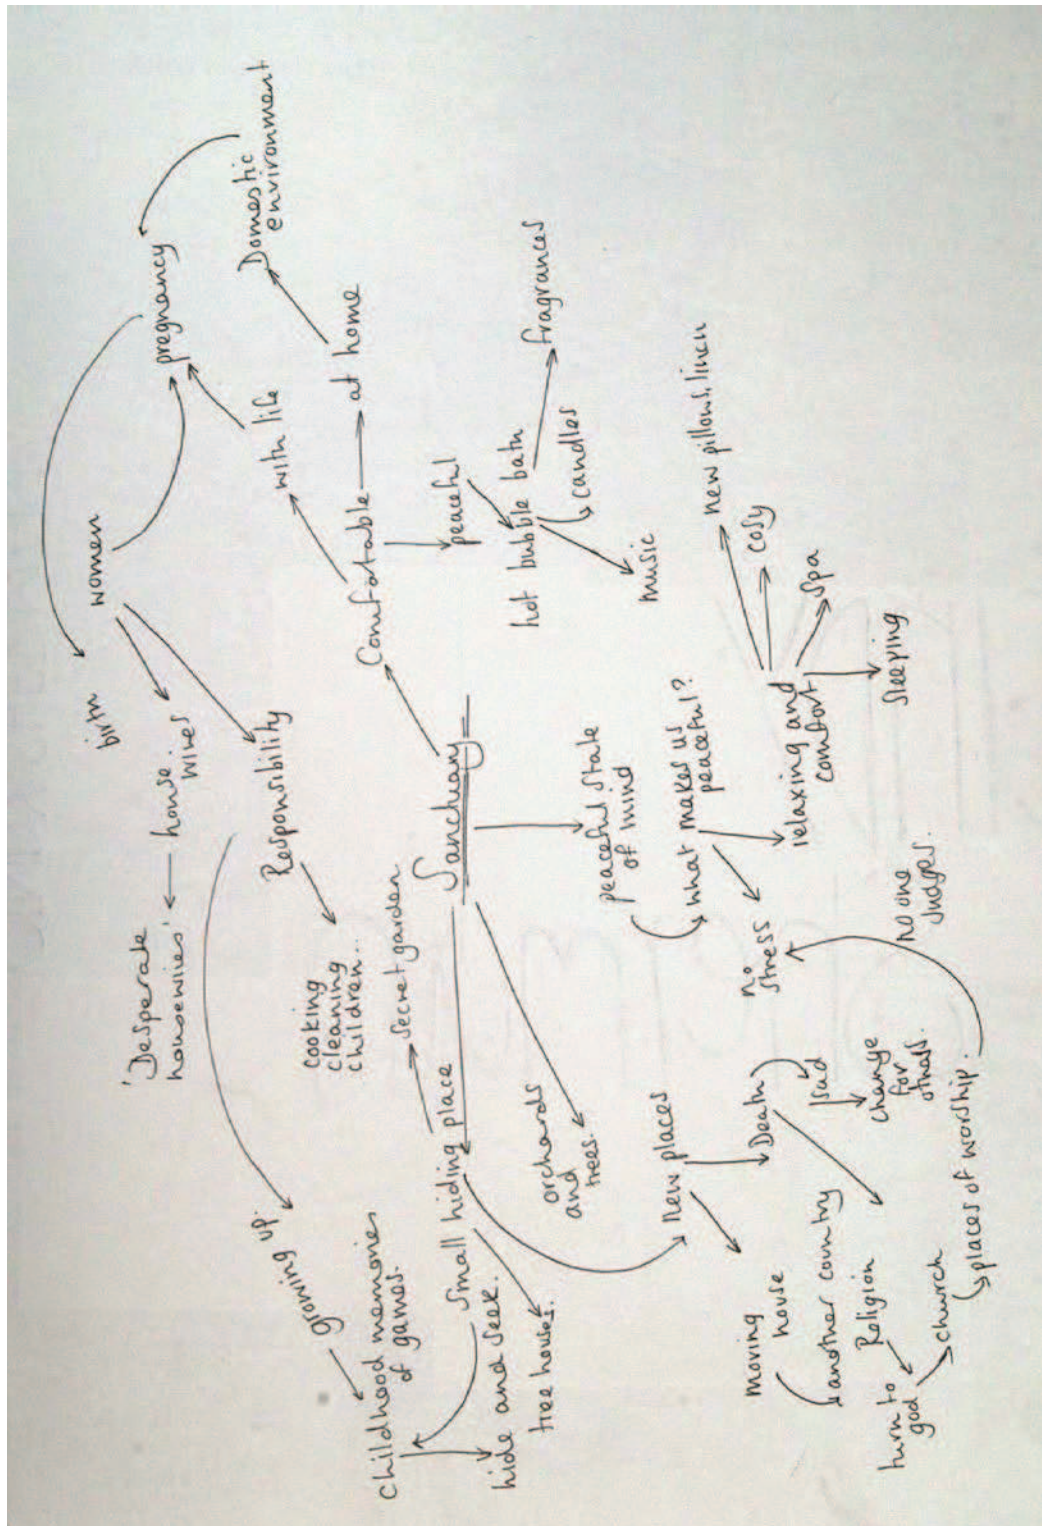 'Desperate
housewives'
house
wives
birth
women
pregnancy
Responsibility
cooking
cleaning
children...
with life
Domestic
environment
growing up.
Childhood memories
of games.
Small hiding place
secret garden
Sanctuary
Comfortable
at home
hide and seek.
tree houses.
orchards
and
trees.
peaceful state
of mind
peaceful
hot bubble bath
fragrances
candles
music
new places
what makes us
peaceful?
moving
house
another country
Death
sad
change
for
others.
no
stress
relaxing and
comfort
new pillows, linen
cosy
Spa
sleeping
Religion
turn to
god
church
places of worship.
no one
Judges.